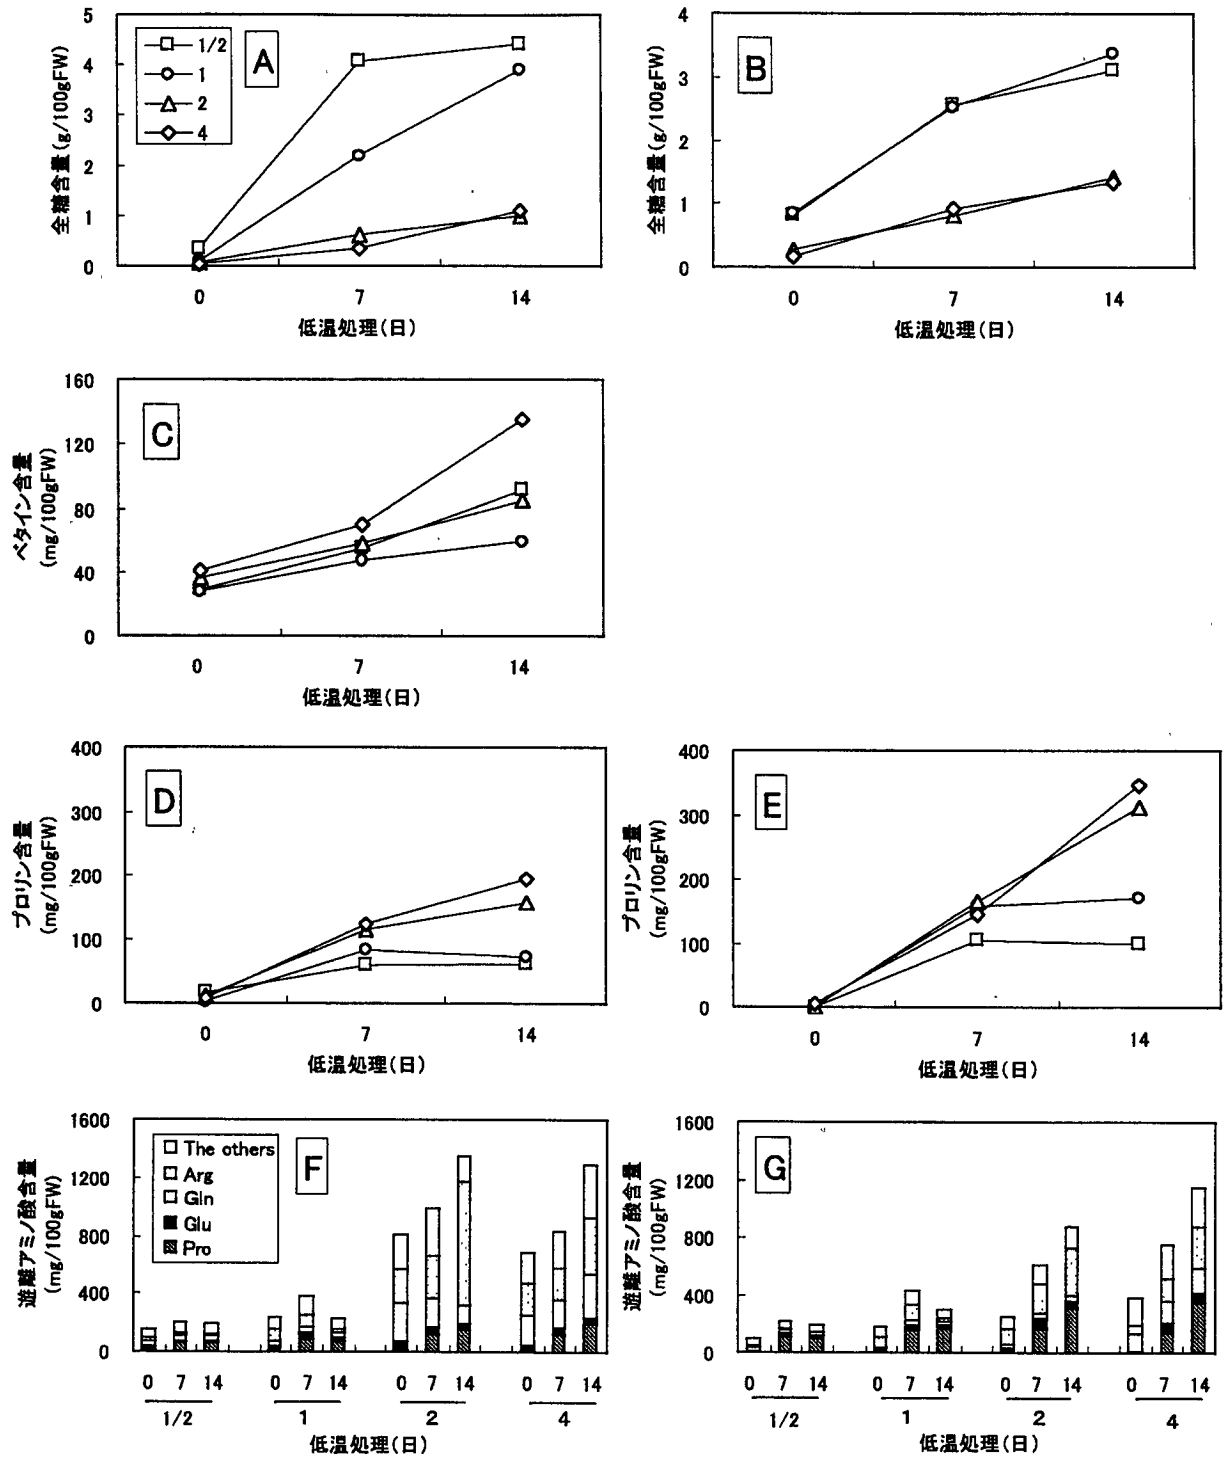 全糖含量(g/100gFW)
5
4
3
2
1
0
1/2
1
2
4
A
0
7
14
低温処理(日)
全糖含量(g/100gFW)
4
3
2
1
0
B
0
7
14
低温処理(日)
ベタイン含量
(mg/100gFW)
160
120
80
40
0
C
0
7
14
低温処理(日)
プロリン含量
(mg/100gFW)
400
300
200
100
0
D
0
7
14
低温処理(日)
プロリン含量
(mg/100gFW)
400
300
200
100
0
E
0
7
14
低温処理(日)
遊離アミノ酸含量
(mg/100gFW)
1600
1200
800
400
0
The others
Arg
Gln
Glu
Pro
F
0 7 14 0 7 14 0 7 14 0 7 14
1/2 1 2 4
低温処理(日)
遊離アミノ酸含量
(mg/100gFW)
1600
1200
800
400
0
G
0 7 14 0 7 14 0 7 14 0 7 14
1/2 1 2 4
低温処理(日)